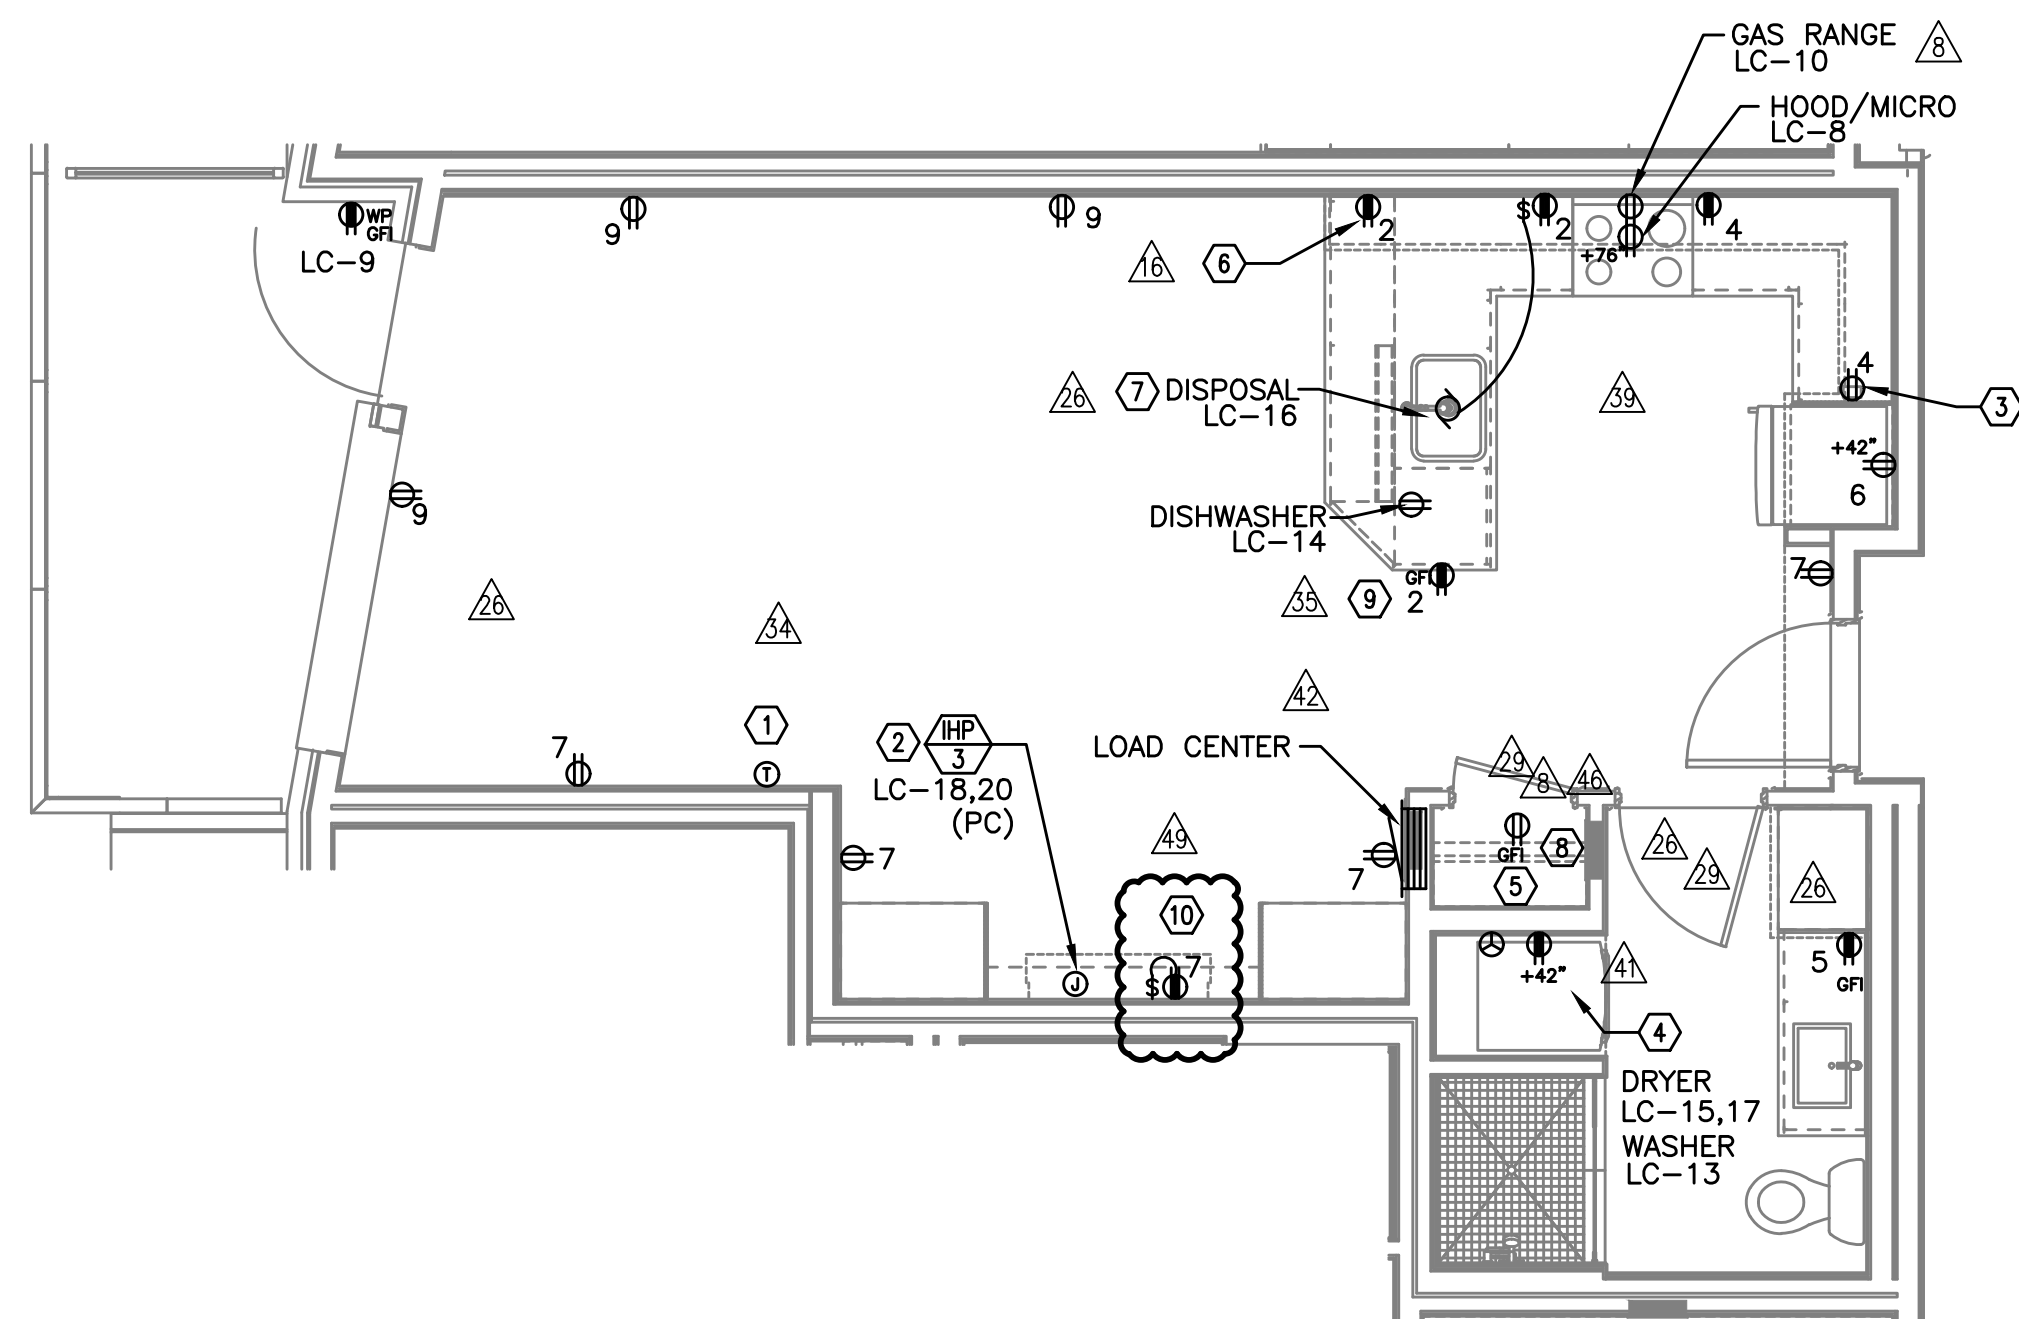 GAS RANGE
LC-10
8
HOOD/MICRO
LC-8
WP
GFI
LC-9
9
9
2
$
2
4
+76"
16
6
26
7
DISPOSAL
LC-16
39
4
3
+42"
6
9
DISHWASHER
LC-14
7
GFI
2
26
34
35
9
42
1
7
T
2
IHP
3
LC-18,20
(PC)
LOAD CENTER
29
8
46
49
7
7
GFI
8
5
26
29
26
10
7
$
J
+42"
41
5
GFI
4
DRYER
LC-15,17
WASHER
LC-13